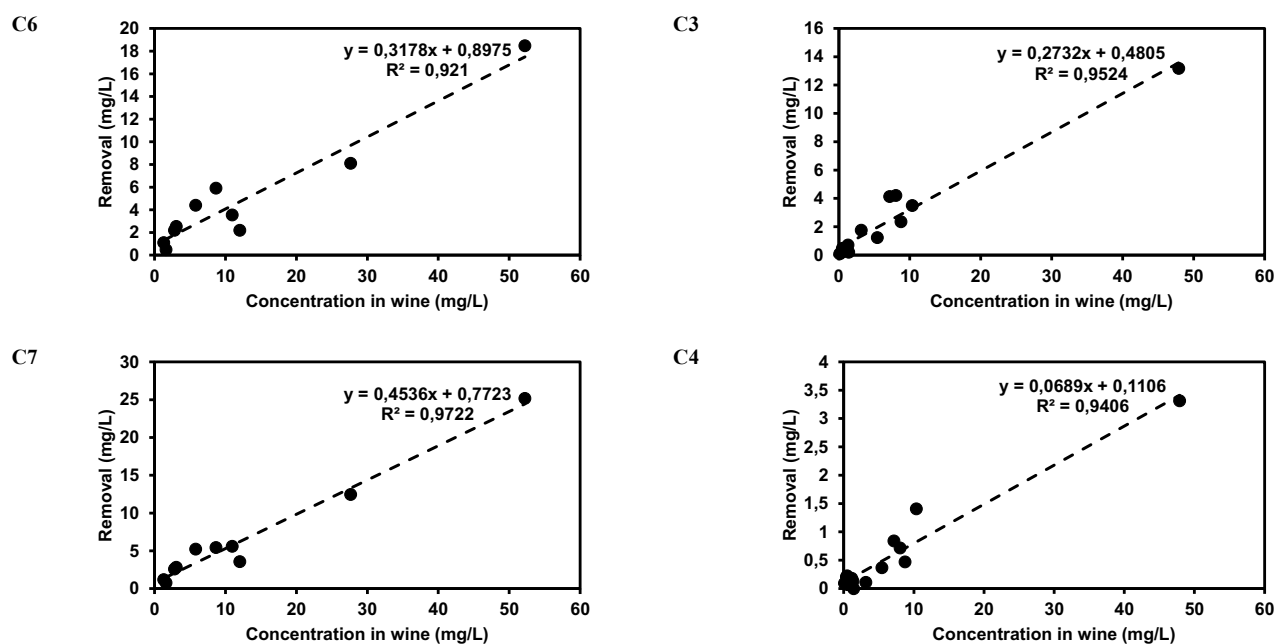 C6
20
18
16
14
12
10
8
6
4
2
0
Removal (mg/L)
y = 0,3178x + 0,8975
R² = 0,921
0 10 20 30 40 50 60
Concentration in wine (mg/L)
C3
16
14
12
10
8
6
4
2
0
Removal (mg/L)
y = 0,2732x + 0,4805
R² = 0,9524
0 10 20 30 40 50 60
Concentration in wine (mg/L)
C7
30
25
20
15
10
5
0
Removal (mg/L)
y = 0,4536x + 0,7723
R² = 0,9722
0 10 20 30 40 50 60
Concentration in wine (mg/L)
C4
4
3,5
3
2,5
2
1,5
1
0,5
0
Removal (mg/L)
y = 0,0689x + 0,1106
R² = 0,9406
0 10 20 30 40 50 60
Concentration in wine (mg/L)